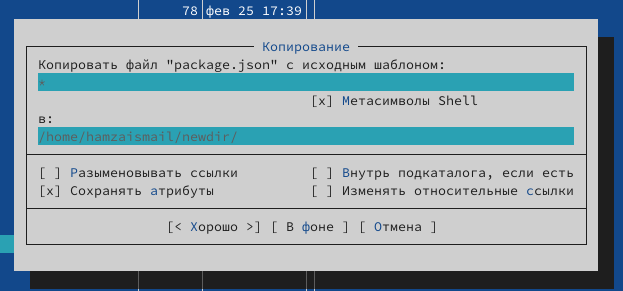 78 фев 25 17:39
Копирование
Копировать файл "package.json" с исходным шаблоном:
*
[x] Метасимволы Shell
в:
/home/hamzaismail/newdir/
[ ] Разыменовывать ссылки [ ] Внутрь подкаталога, если есть
[x] Сохранять атрибуты [ ] Изменять относительные ссылки
[< Хорошо >] [ В фоне ] [ Отмена ]